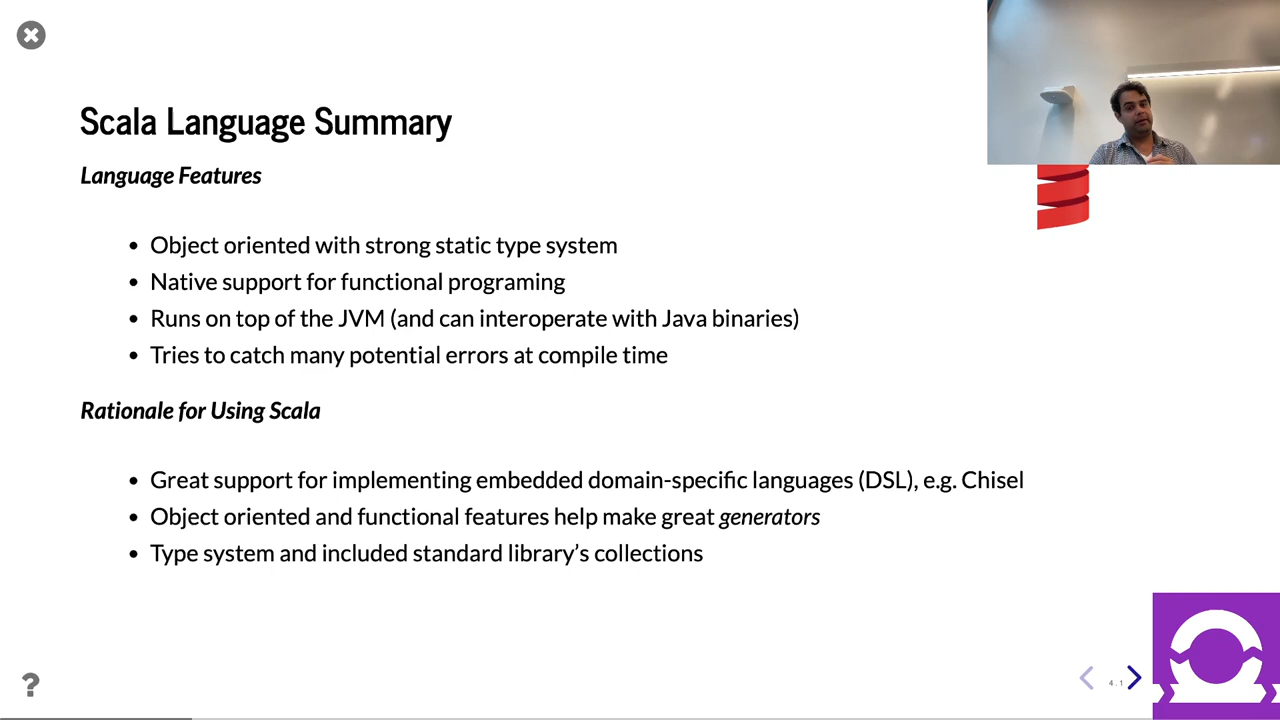 Scala Language Summary
Language Features
Object oriented with strong static type system
Native support for functional programing
Runs on top of the JVM (and can interoperate with Java binaries)
Tries to catch many potential errors at compile time
Rationale for Using Scala
Great support for implementing embedded domain-specific languages (DSL), e.g. Chisel
Object oriented and functional features help make great generators
Type system and included standard library’s collections
?
4 . 1